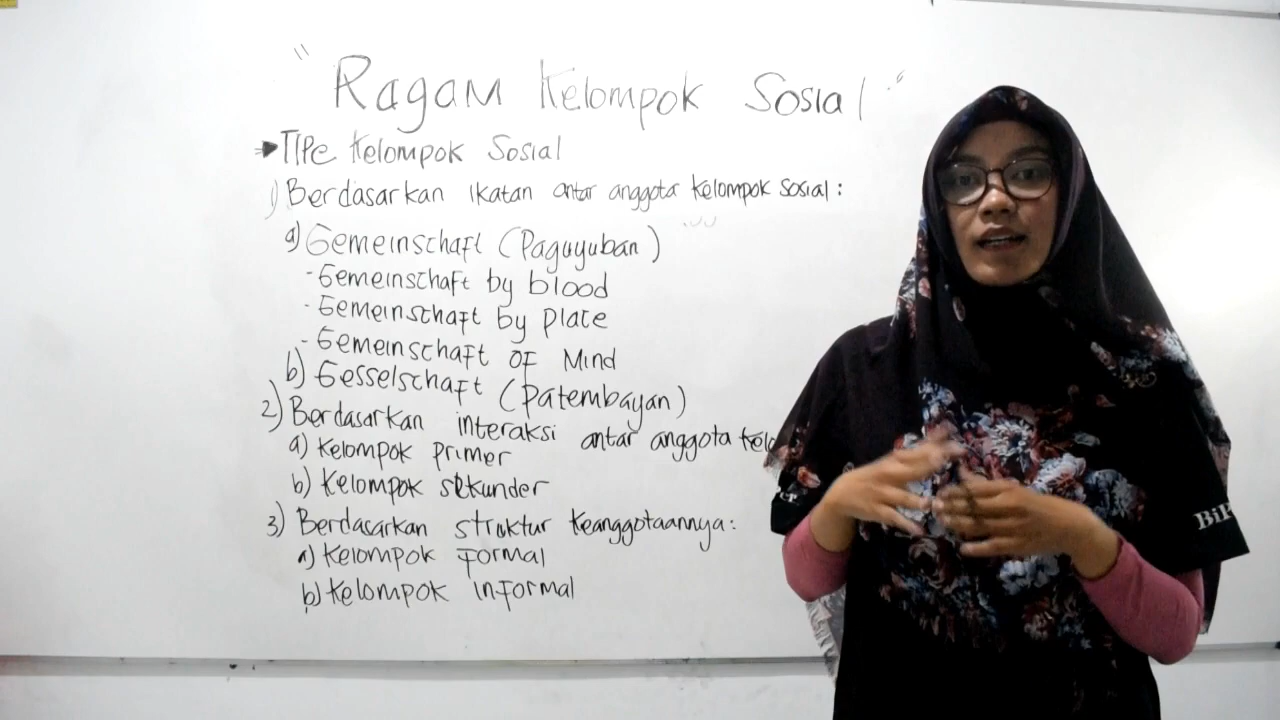 " Ragam Kelompok Sosial "
Tipe Kelompok Sosial
1) Berdasarkan ikatan antar anggota kelompok sosial :
a) Gemeinschaft (Paguyuban)
- Gemeinschaft by blood
- Gemeinschaft by place
- Gemeinschaft of Mind
b) Gesselschaft (patembayan)
2) Berdasarkan interaksi antar anggota kelo
a) Kelompok primer
b) Kelompok sekunder
3) Berdasarkan struktur keanggotaannya :
a) Kelompok formal
b) Kelompok informal